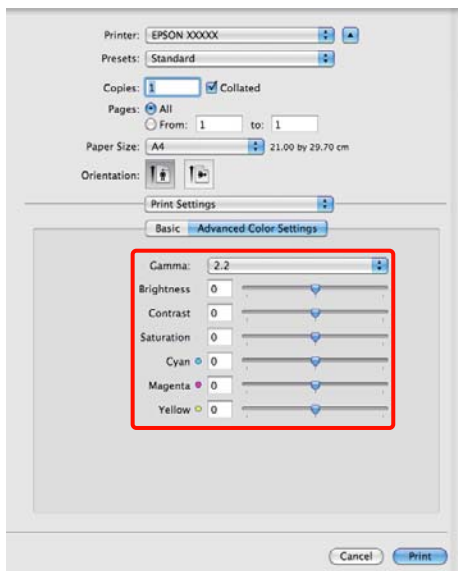 Printer: EPSON XXXXX
Presets: Standard
Copies: 1 Collated
Pages: All
From: 1 to: 1
Paper Size: A4 21.00 by 29.70 cm
Orientation:
Print Settings
Basic Advanced Color Settings
Gamma: 2.2
Brightness 0
Contrast 0
Saturation 0
Cyan 0
Magenta 0
Yellow 0
Cancel Print